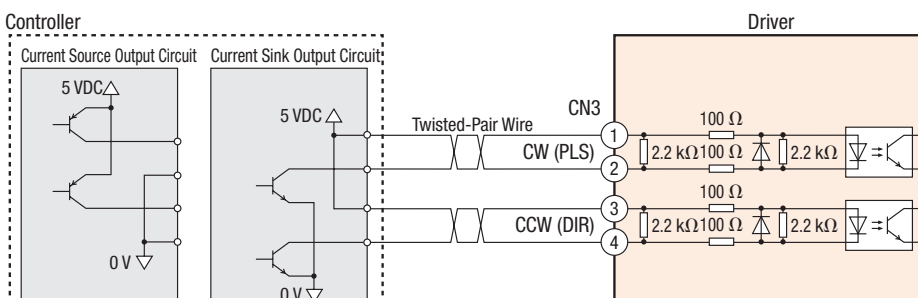 Controller
Driver
Current Source Output Circuit
Current Sink Output Circuit
5 VDC
5 VDC
CN3
Twisted-Pair Wire
CW (PLS)
1
2
100 Ω
2.2 kΩ
100 Ω
2.2 kΩ
CCW (DIR)
3
4
100 Ω
2.2 kΩ
100 Ω
2.2 kΩ
0 V
0 V